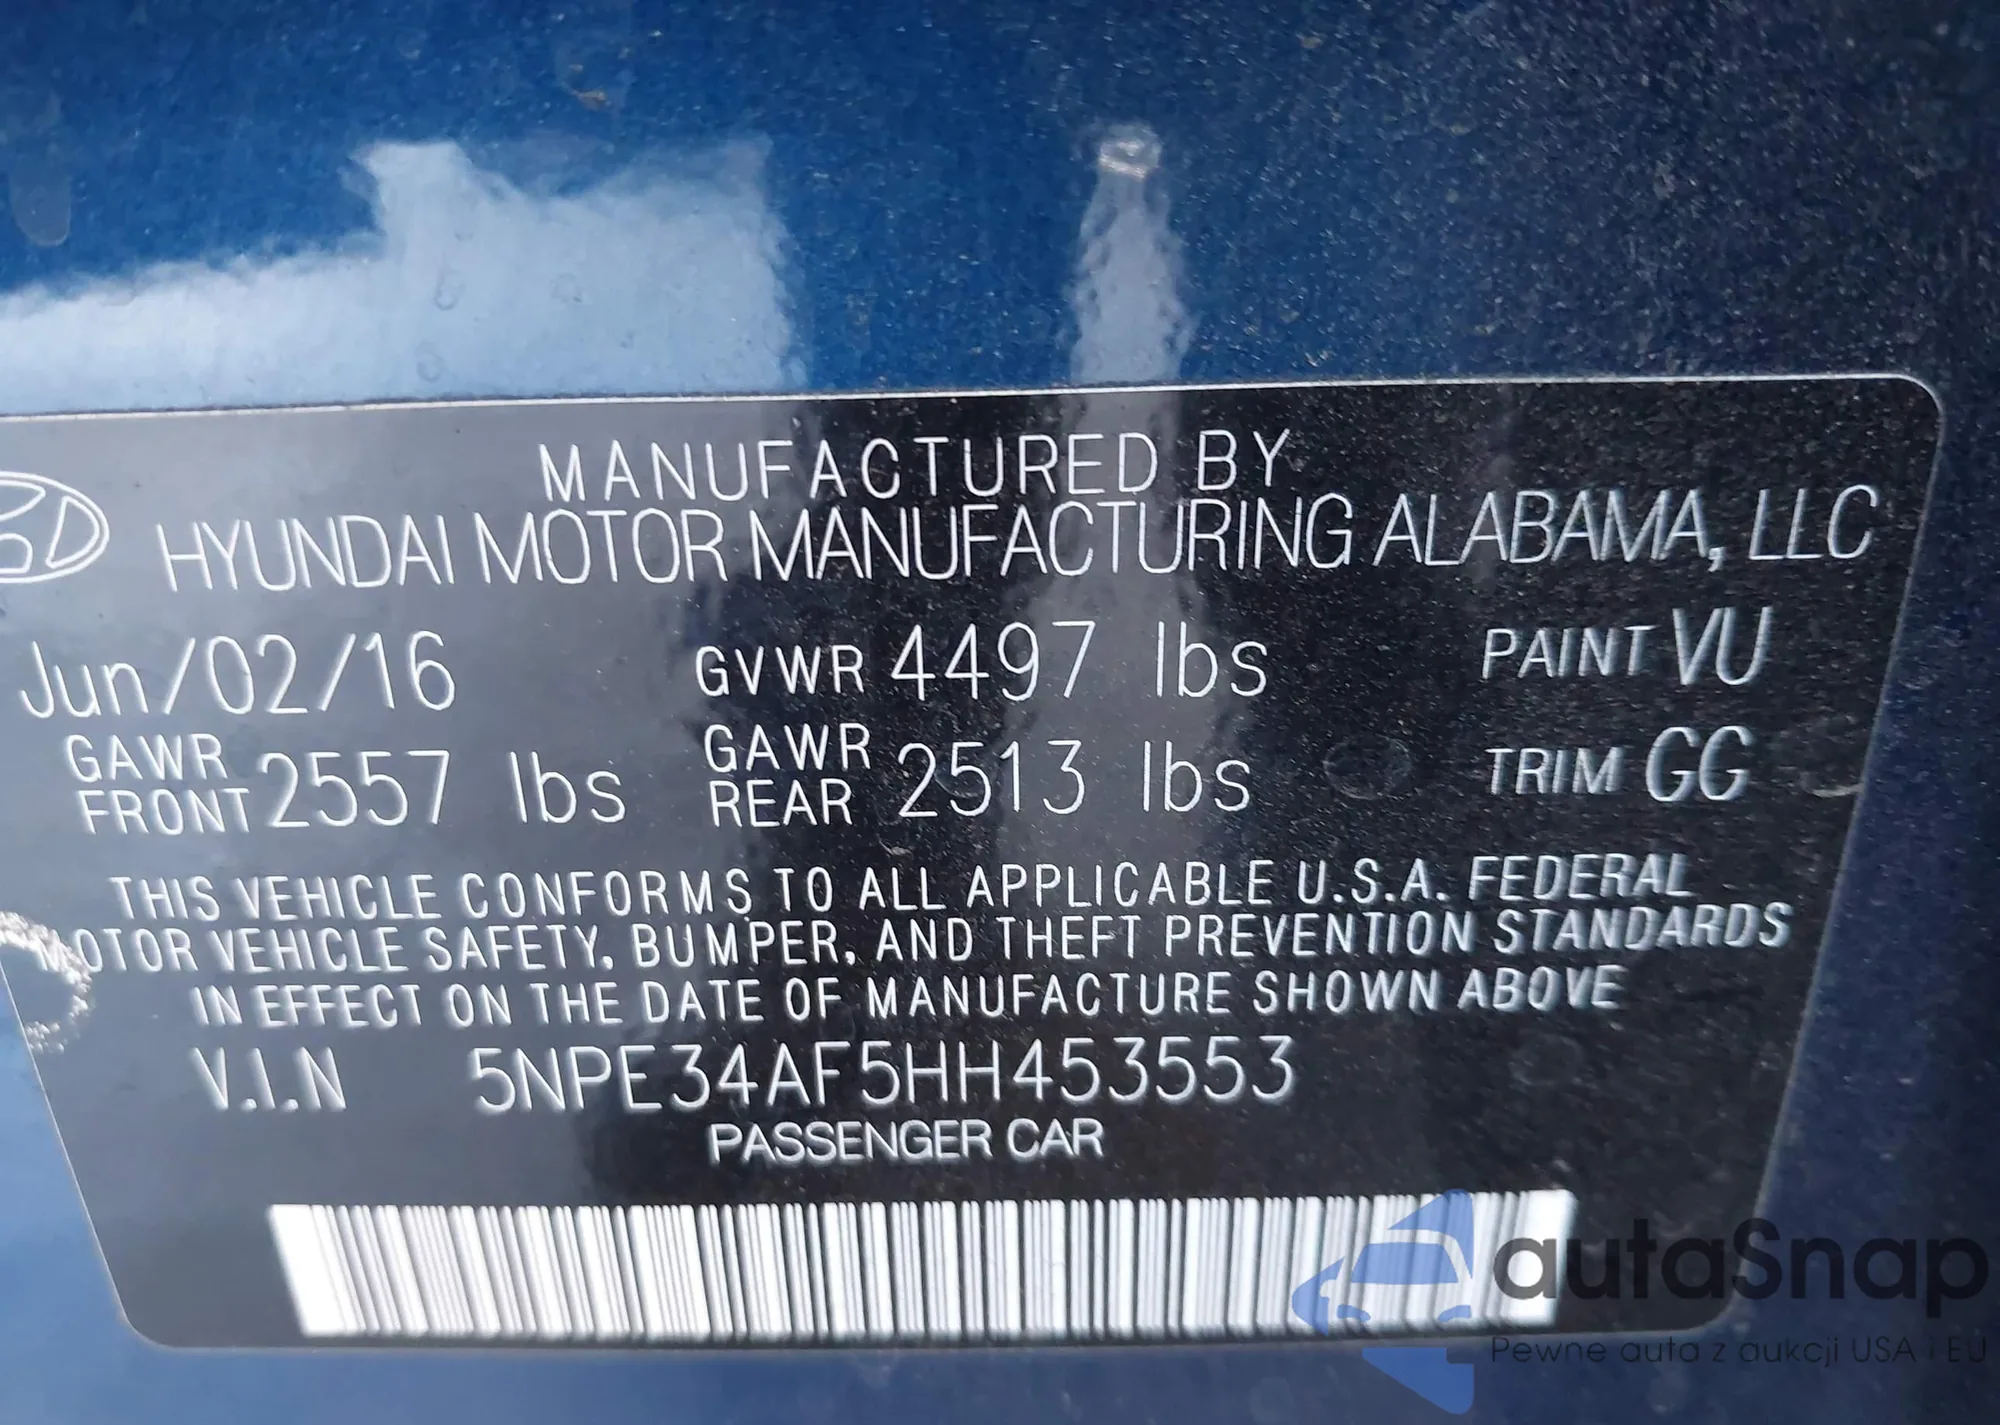 MANUFACTURED BY
HYUNDAI MOTOR MANUFACTURING ALABAMA, LLC
Jun/02/16 GVWR 4497 lbs PAINT VU
GAWR FRONT 2557 lbs GAWR REAR 2513 lbs TRIM GG
THIS VEHICLE CONFORMS TO ALL APPLICABLE U.S.A. FEDERAL
MOTOR VEHICLE SAFETY, BUMPER, AND THEFT PREVENTION STANDARDS
IN EFFECT ON THE DATE OF MANUFACTURE SHOWN ABOVE
V.I.N 5NPE34AF5HH453553
PASSENGER CAR
autaSnap
Pewne auta z aukcji USA i EU